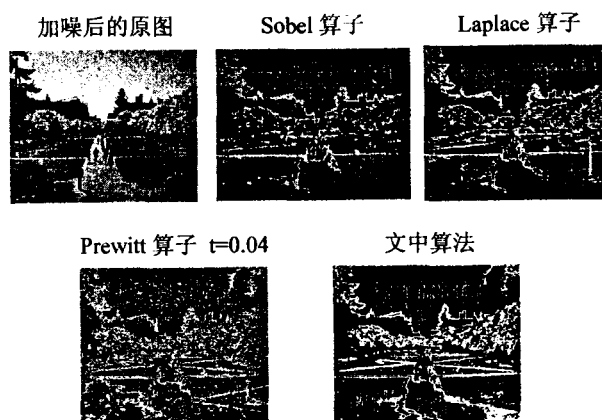 加噪后的原图
Sobel 算子
Laplace 算子
Prewitt 算子 t=0.04
文中算法